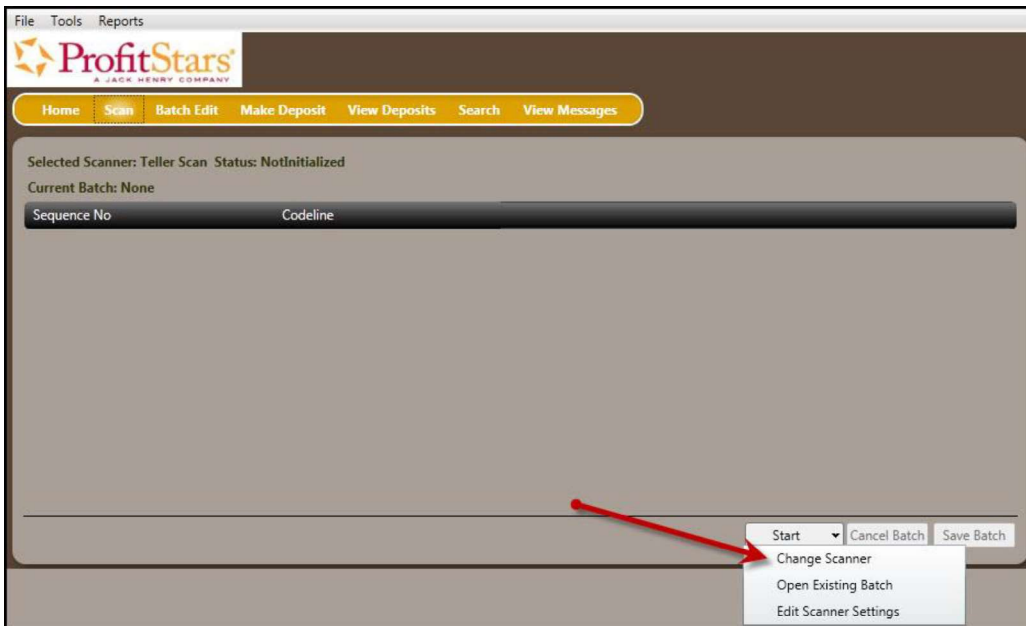 File Tools Reports
ProfitStars®
A JACK HENRY COMPANY
Home Scan Batch Edit Make Deposit View Deposits Search View Messages
Selected Scanner: Teller Scan Status: NotInitialized
Current Batch: None
Sequence No Codeline
Start Cancel Batch Save Batch
Change Scanner
Open Existing Batch
Edit Scanner Settings